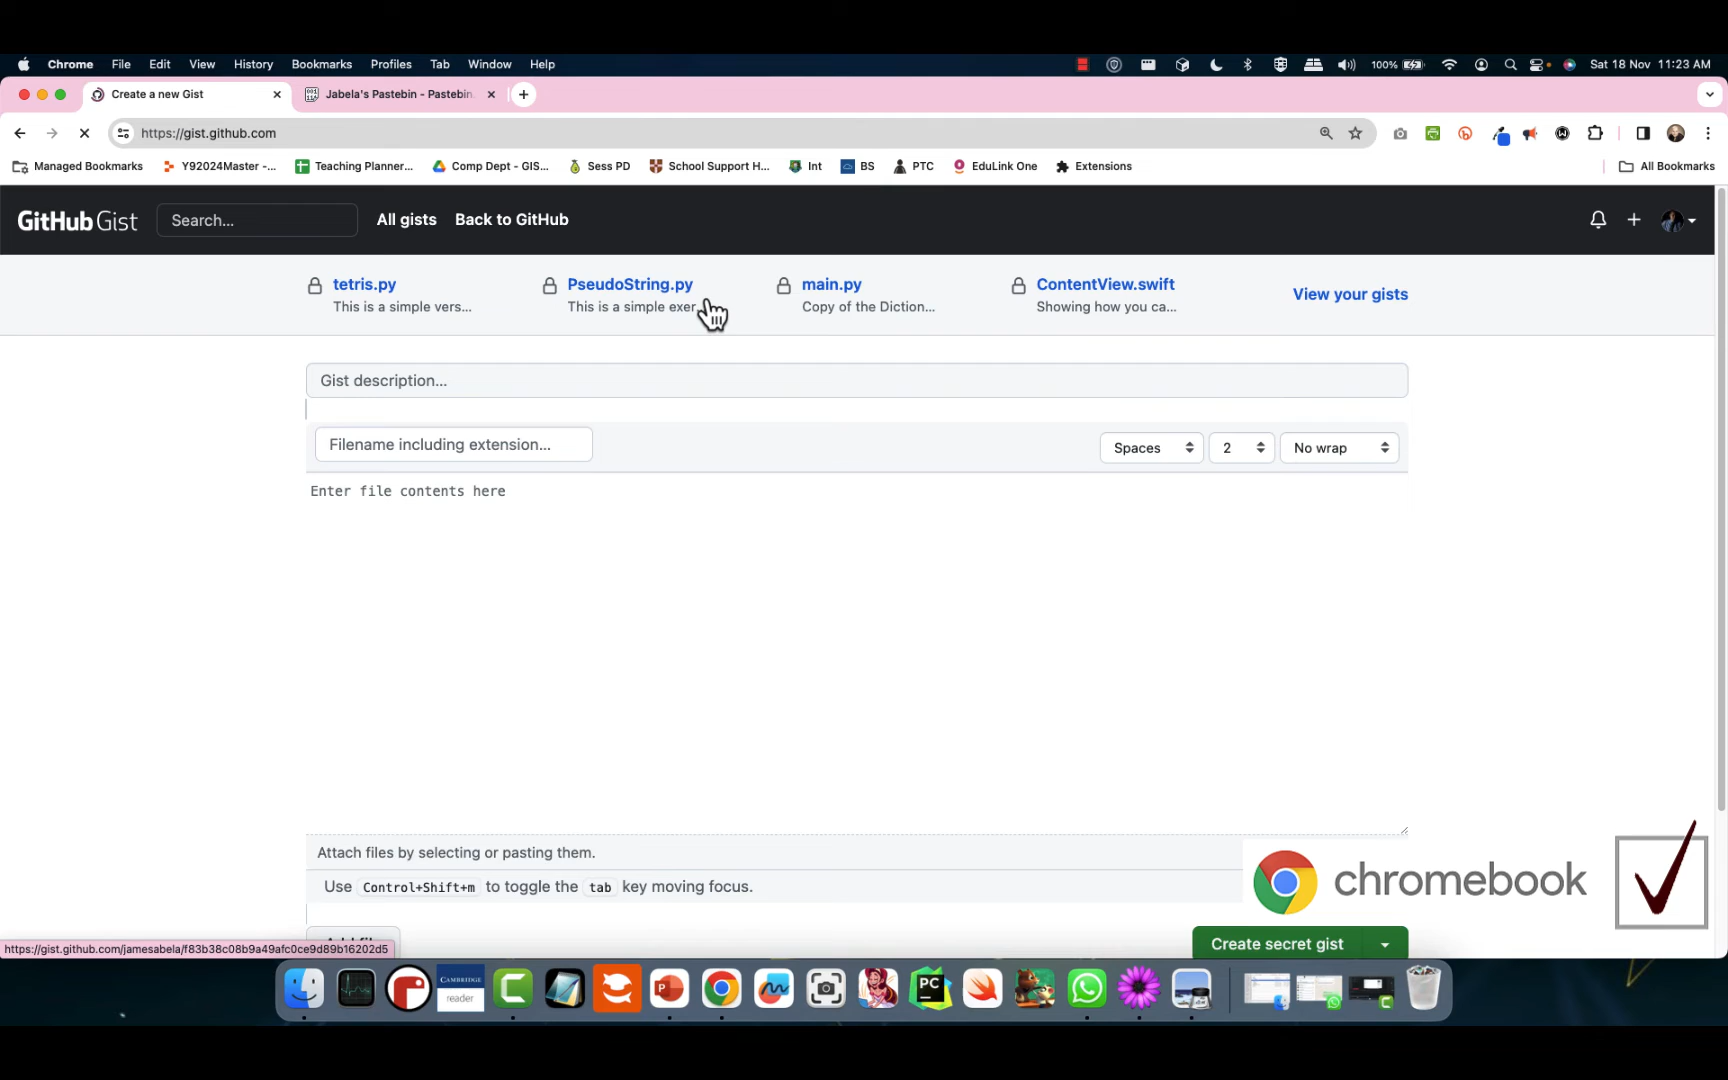 Chrome File Edit View History Bookmarks Profiles Tab Window Help 100% Sat 18 Nov 11:23 AM
Create a new Gist Jabela's Pastebin - Pastebin
https://gist.github.com
Managed Bookmarks Y92024Master -... Teaching Planner... Comp Dept - GIS... Sess PD School Support H... Int BS PTC EduLink One Extensions All Bookmarks
GitHub Gist Search... All gists Back to GitHub
tetris.py PseudoString.py main.py ContentView.swift View your gists
This is a simple vers... This is a simple exer... Copy of the Diction... Showing how you ca...
Gist description...
Filename including extension... Spaces 2 No wrap
Enter file contents here
Attach files by selecting or pasting them.
Use Control+Shift+m to toggle the tab key moving focus.
chromebook
https://gist.github.com/jamesabela/f83b38c08b9a49afc0ce9d89b16202d5
Create secret gist
CAMBRIDGE
reader
PC